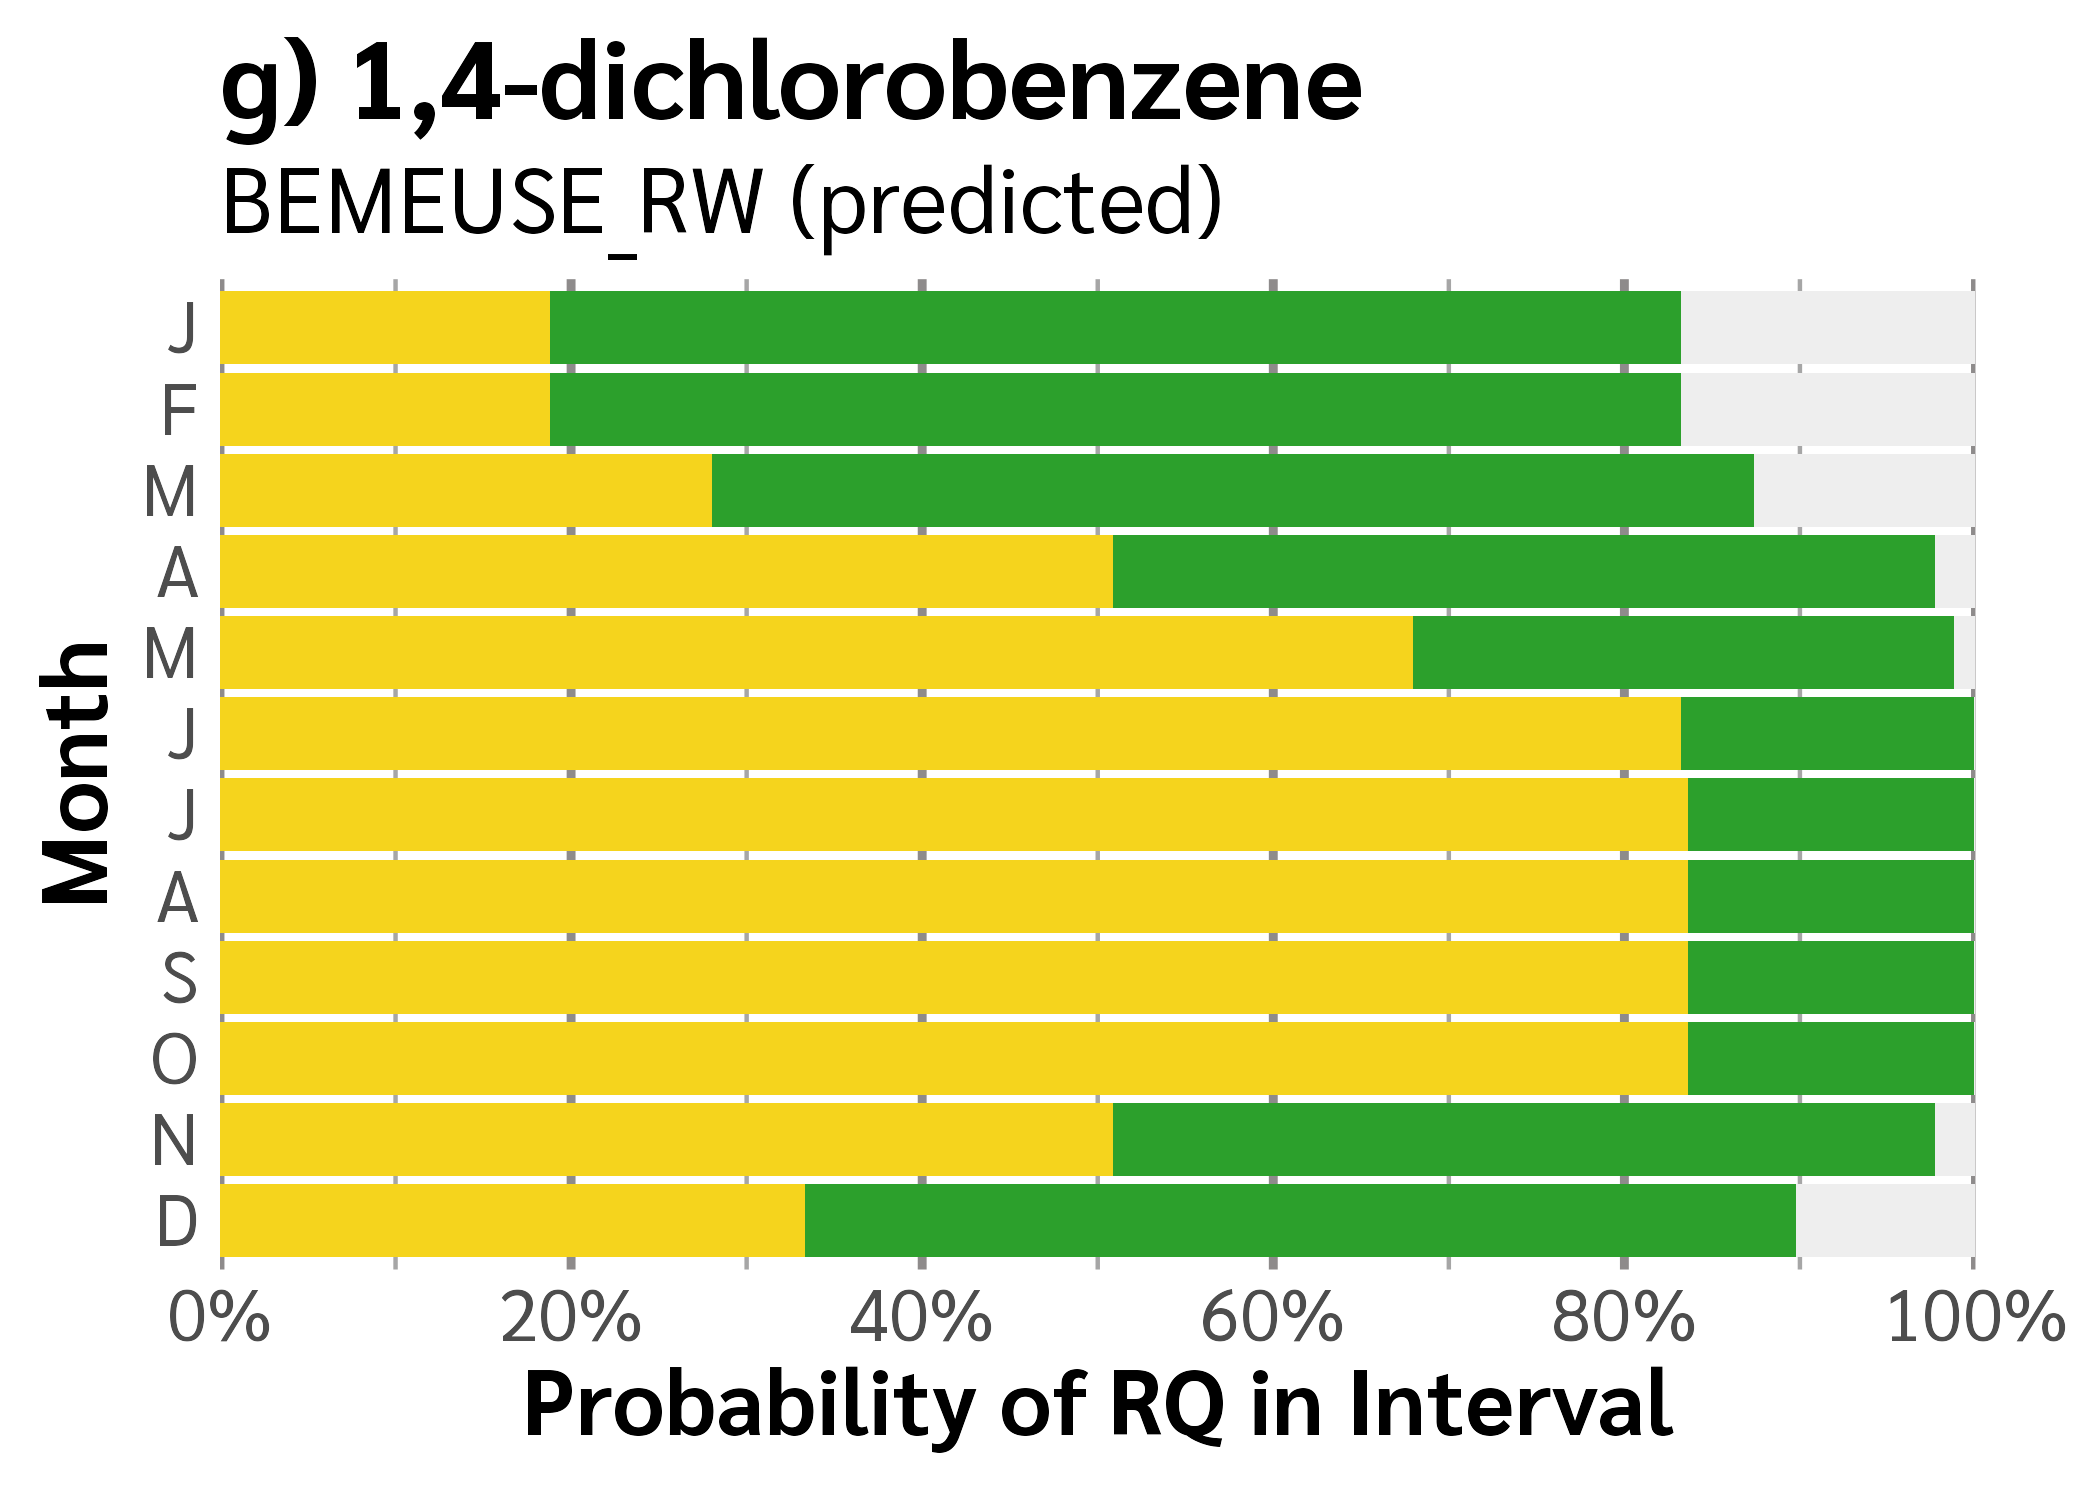 g) 1,4-dichlorobenzene
BEMEUSE_RW (predicted)
J
F
M
A
M
J
J
A
S
O
N
D
Month
0% 20% 40% 60% 80% 100%
Probability of RQ in Interval